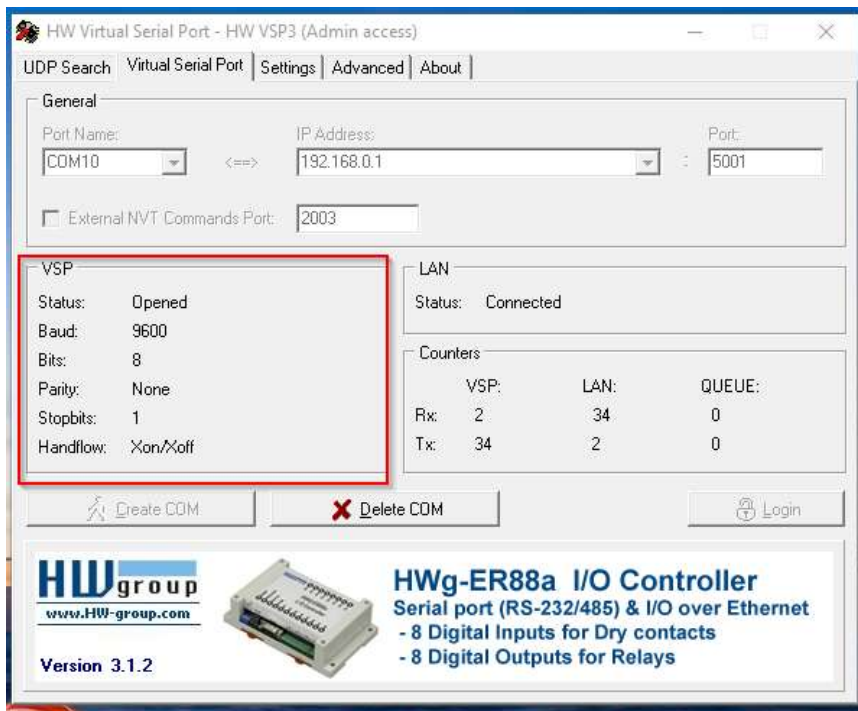 HW Virtual Serial Port - HW VSP3 (Admin access)
UDP Search Virtual Serial Port Settings Advanced About
General
Port Name: IP Address: Port:
COM10 <==> 192.168.0.1 : 5001
External NVT Commands Port: 2003
VSP
Status: Opened
Baud: 9600
Bits: 8
Parity: None
Stopbits: 1
Handflow: Xon/Xoff
LAN
Status: Connected
Counters
VSP: LAN: QUEUE:
Rx: 2 34 0
Tx: 34 2 0
Create COM Delete COM Login
HWgroup
www.HW-group.com
Version 3.1.2
HWg-ER88a I/O Controller
Serial port (RS-232/485) & I/O over Ethernet
- 8 Digital Inputs for Dry contacts
- 8 Digital Outputs for Relays